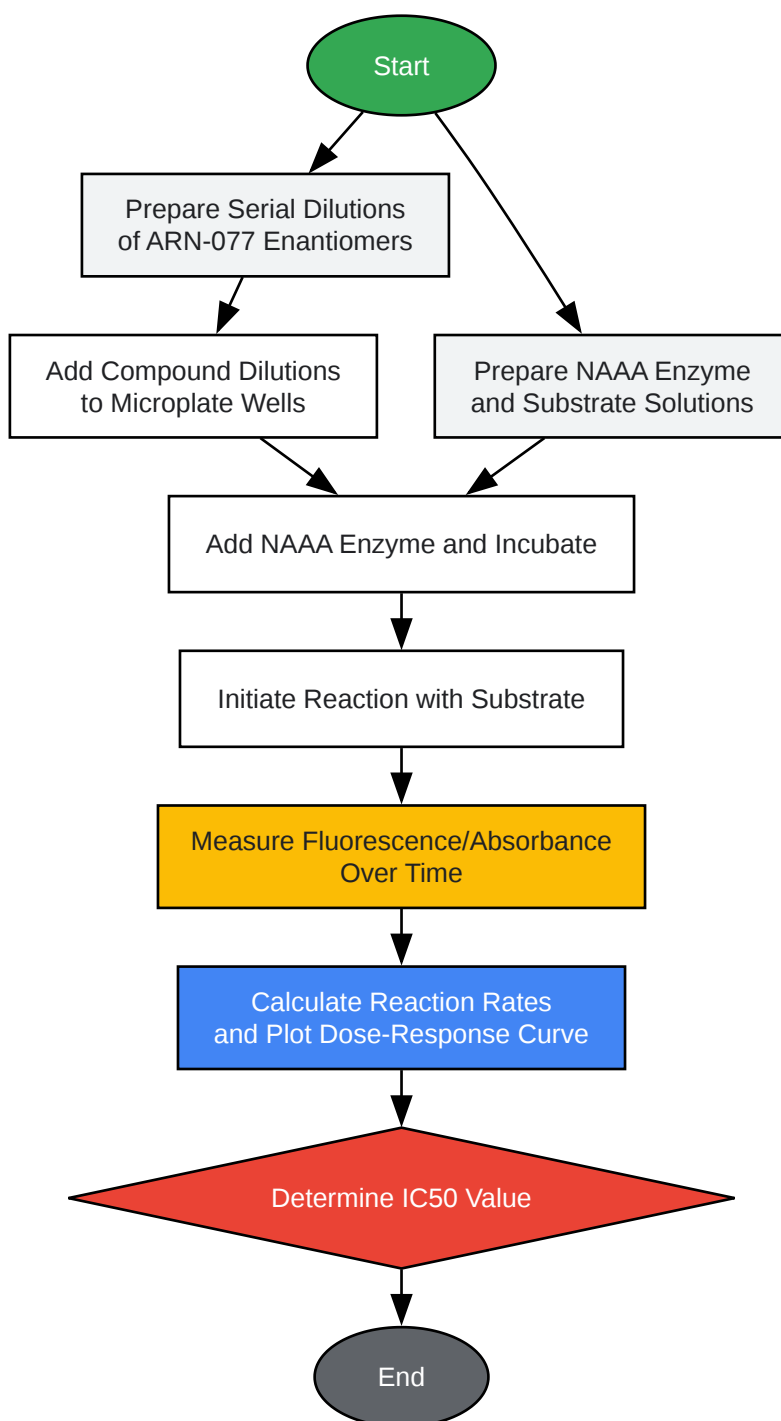 Start
Prepare Serial Dilutions
of ARN-077 Enantiomers
Add Compound Dilutions
to Microplate Wells
Prepare NAAA Enzyme
and Substrate Solutions
Add NAAA Enzyme and Incubate
Initiate Reaction with Substrate
Measure Fluorescence/Absorbance
Over Time
Calculate Reaction Rates
and Plot Dose-Response Curve
Determine IC50 Value
End